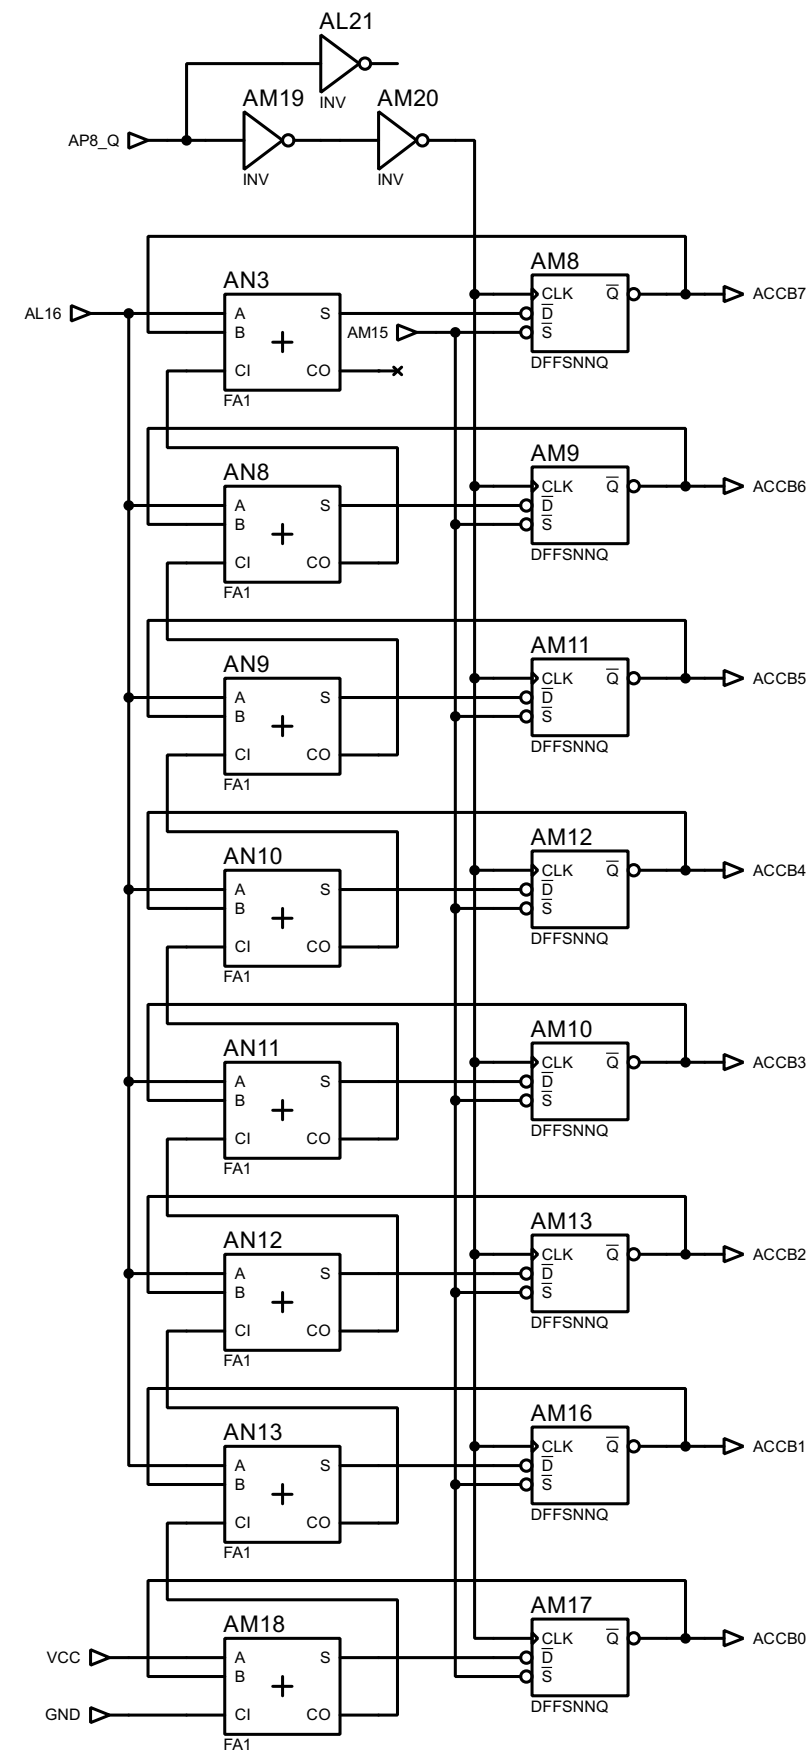 AL21
INV
AM19
AM20
AP8_Q
INV
INV
AN3
AM8
AL16
A
S
B
AM15
CI
CO
FA1
CLK
Q̅
ACCB7
D̅
S̅
DFFSNNQ
AN8
AM9
A
S
B
CI
CO
FA1
CLK
Q̅
ACCB6
D̅
S̅
DFFSNNQ
AN9
AM11
A
S
B
CI
CO
FA1
CLK
Q̅
ACCB5
D̅
S̅
DFFSNNQ
AN10
AM12
A
S
B
CI
CO
FA1
CLK
Q̅
ACCB4
D̅
S̅
DFFSNNQ
AN11
AM10
A
S
B
CI
CO
FA1
CLK
Q̅
ACCB3
D̅
S̅
DFFSNNQ
AN12
AM13
A
S
B
CI
CO
FA1
CLK
Q̅
ACCB2
D̅
S̅
DFFSNNQ
AN13
AM16
A
S
B
CI
CO
FA1
CLK
Q̅
ACCB1
D̅
S̅
DFFSNNQ
AM18
AM17
VCC
A
S
B
GND
CI
CO
FA1
CLK
Q̅
ACCB0
D̅
S̅
DFFSNNQ